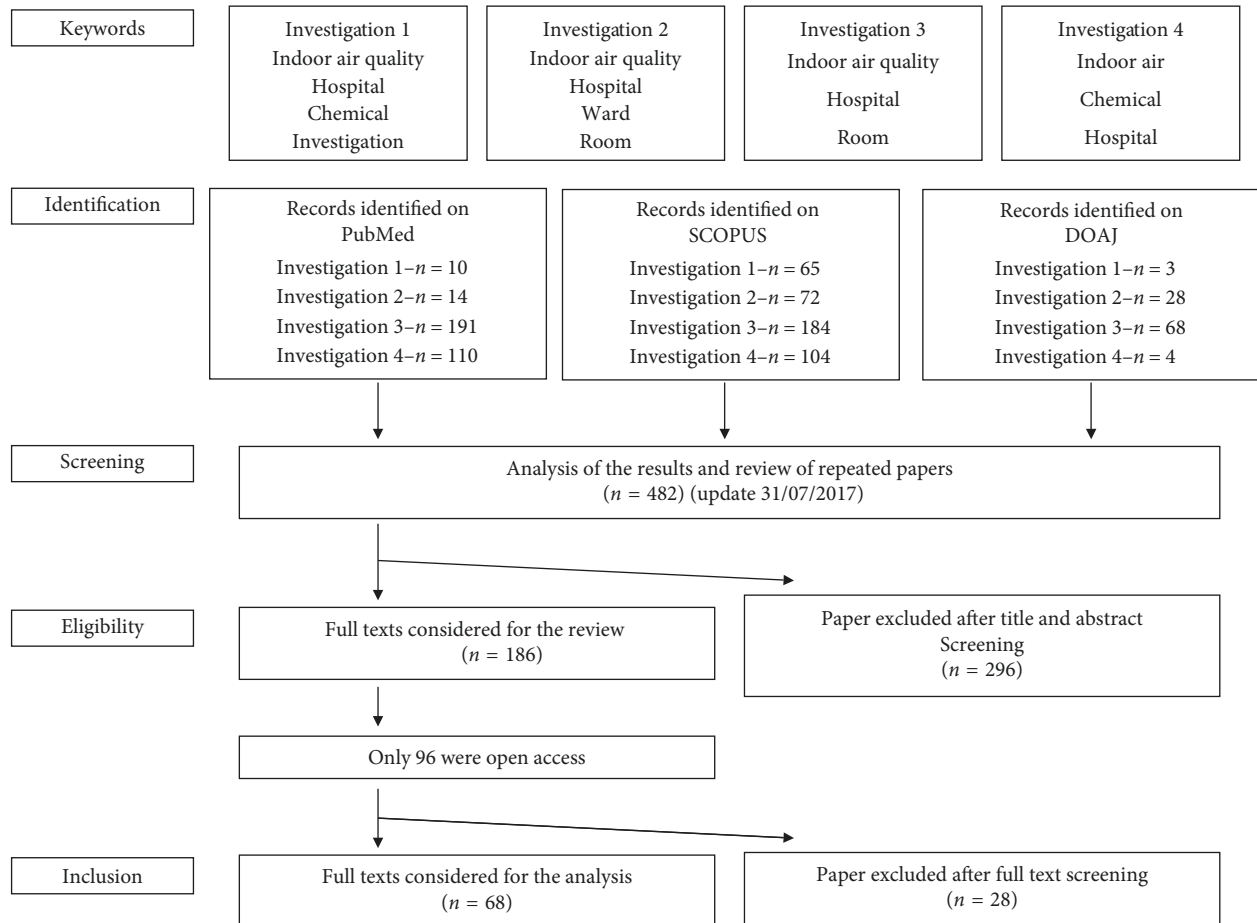 Keywords
Investigation 1
Indoor air quality
Hospital
Chemical
Investigation
Investigation 2
Indoor air quality
Hospital
Ward
Room
Investigation 3
Indoor air quality
Hospital
Room
Investigation 4
Indoor air
Chemical
Hospital
Identification
Records identified on
PubMed
Investigation 1–n = 10
Investigation 2–n = 14
Investigation 3–n = 191
Investigation 4–n = 110
Records identified on
SCOPUS
Investigation 1–n = 65
Investigation 2–n = 72
Investigation 3–n = 184
Investigation 4–n = 104
Records identified on
DOAJ
Investigation 1–n = 3
Investigation 2–n = 28
Investigation 3–n = 68
Investigation 4–n = 4
Screening
Analysis of the results and review of repeated papers
(n = 482) (update 31/07/2017)
Eligibility
Full texts considered for the review
(n = 186)
Paper excluded after title and abstract
Screening
(n = 296)
Only 96 were open access
Inclusion
Full texts considered for the analysis
(n = 68)
Paper excluded after full text screening
(n = 28)